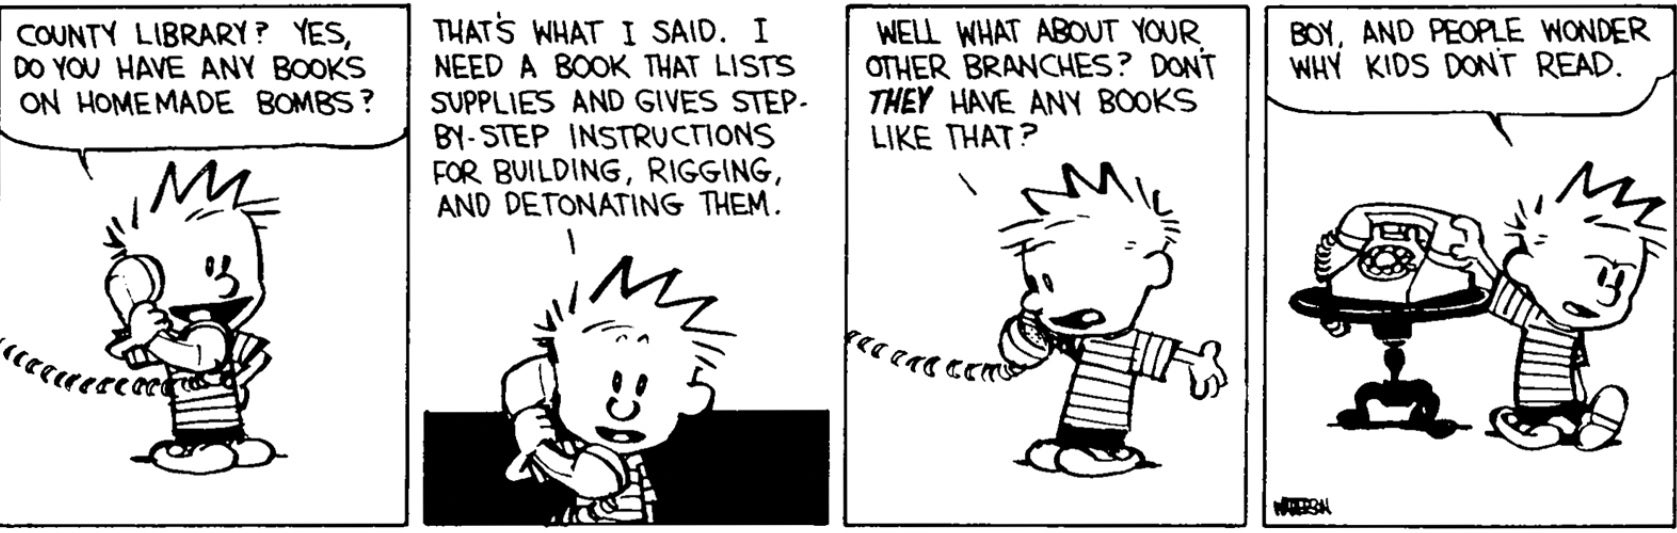 COUNTY LIBRARY? YES,
DO YOU HAVE ANY BOOKS
ON HOMEMADE BOMBS?
THAT'S WHAT I SAID. I
NEED A BOOK THAT LISTS
SUPPLIES AND GIVES STEP-
BY-STEP INSTRUCTIONS
FOR BUILDING, RIGGING,
AND DETONATING THEM.
WELL WHAT ABOUT YOUR
OTHER BRANCHES? DON'T
THEY HAVE ANY BOOKS
LIKE THAT?
BOY, AND PEOPLE WONDER
WHY KIDS DON'T READ.
WATTERSON